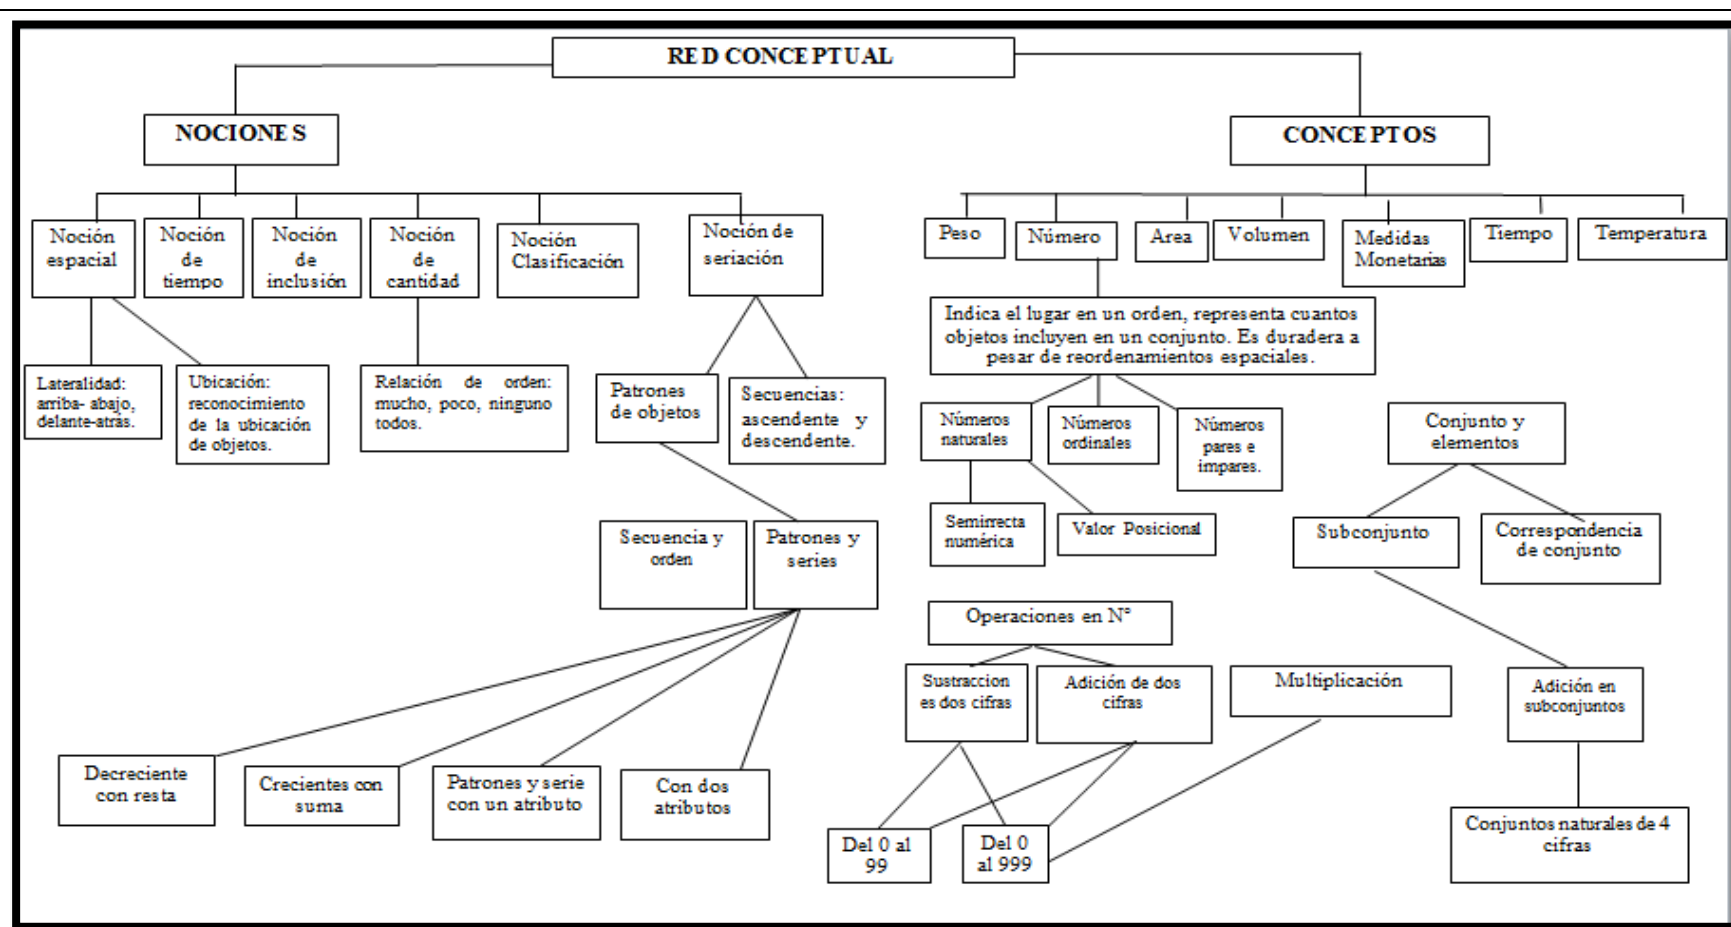 RED CONCEPTUAL
NOCIONES
CONCEPTOS
Noción
espacial
Noción
de
tiempo
Noción
de
inclusión
Noción
de
cantidad
Noción
Clasificación
Noción de
seriación
Peso
Número
Area
Volumen
Medidas
Monetarias
Tiempo
Temperatura
Indica el lugar en un orden, representa cuantos
objetos incluyen en un conjunto. Es duradera a
pesar de reordenamientos espaciales.
Lateralidad:
arriba- abajo,
delante-atrás.
Ubicación:
reconocimiento
de la ubicación
de objetos.
Relación de orden:
mucho, poco, ninguno
todos.
Patrones
de objetos
Secuencias:
ascendente y
descendente.
Números
naturales
Números
ordinales
Números
pares e
impares.
Conjunto y
elementos
Semirrecta
numérica
Valor Posicional
Subconjunto
Correspondencia
de conjunto
Secuencia y
orden
Patrones y
series
Operaciones en N°
Sustraccion
es dos cifras
Adición de dos
cifras
Multiplicación
Adición en
subconjuntos
Decreciente
con resta
Crecientes con
suma
Patrones y serie
con un atributo
Con dos
atributos
Del 0 al
99
Del 0
al 999
Conjuntos naturales de 4
cifras